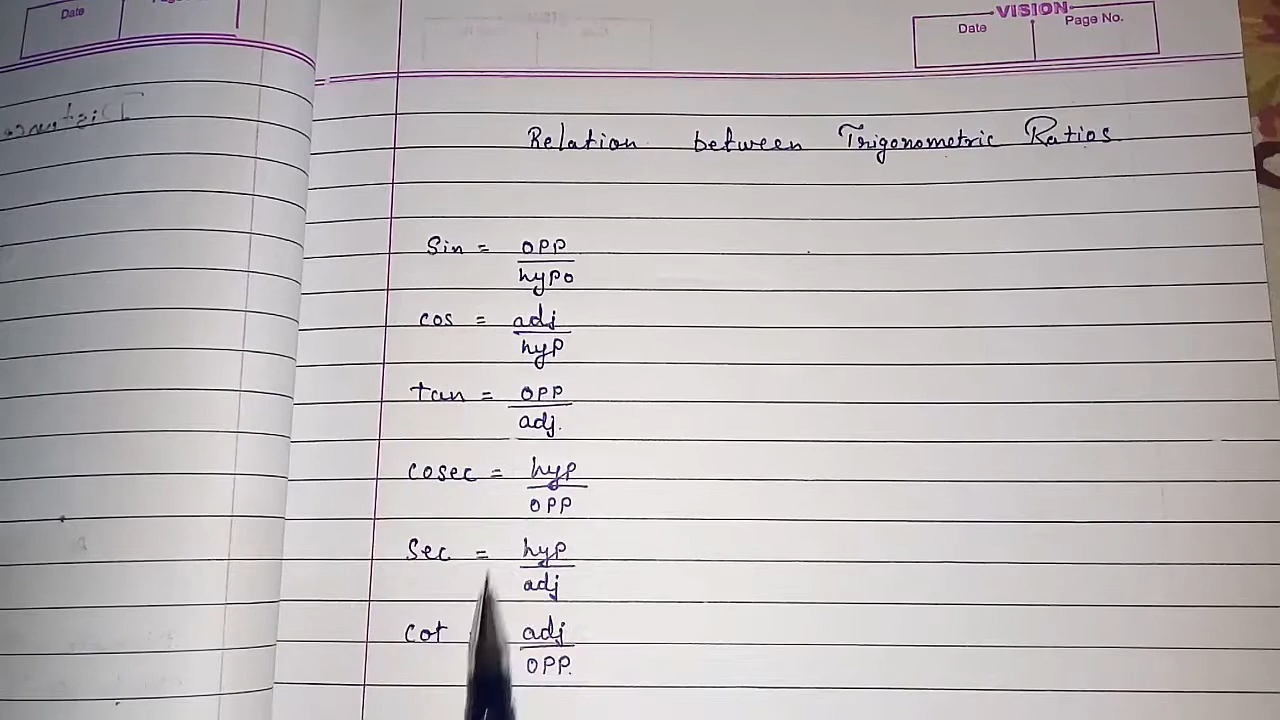 Date
VISION
Date Page No.
Relation between Trigonometric Ratios
Sin = OPP
hypo
cos = adj
hyp
tan = OPP
adj.
cosec = hyp
OPP
Sec = hyp
adj
cot adj
OPP.